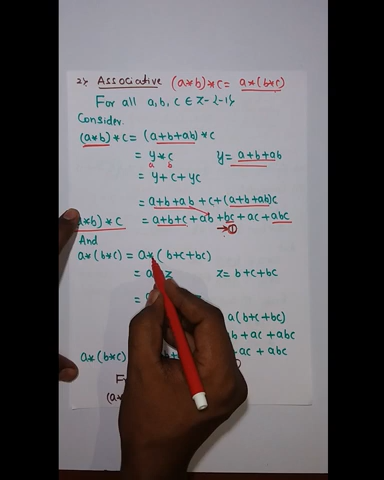 2) Associative (a*b)*c = a*(b*c)
For all a, b, c ∈ Z-{-1}
Consider
(a*b)*c = (a+b+ab)*c
= y*c y = a+b+ab
a b
= y+c+yc
= a+b+ab+c+(a+b+ab)c
a*b)*c = a+b+c+ab+bc+ac+abc
→①
And
a*(b*c) = a*(b+c+bc)
= a z z = b+c+bc
=
a(b+c+bc)
ab+ac+abc
a*(b*c) ac+abc
(a*